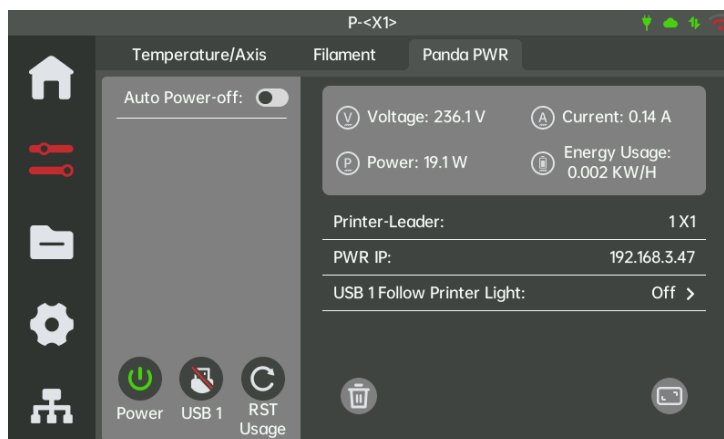 P-<X1>
Temperature/Axis
Filament
Panda PWR
Auto Power-off:
V Voltage: 236.1 V
A Current: 0.14 A
P Power: 19.1 W
Energy Usage:
0.002 KW/H
Printer-Leader: 1 X1
PWR IP: 192.168.3.47
USB 1 Follow Printer Light: Off >
Power
USB 1
RST
Usage